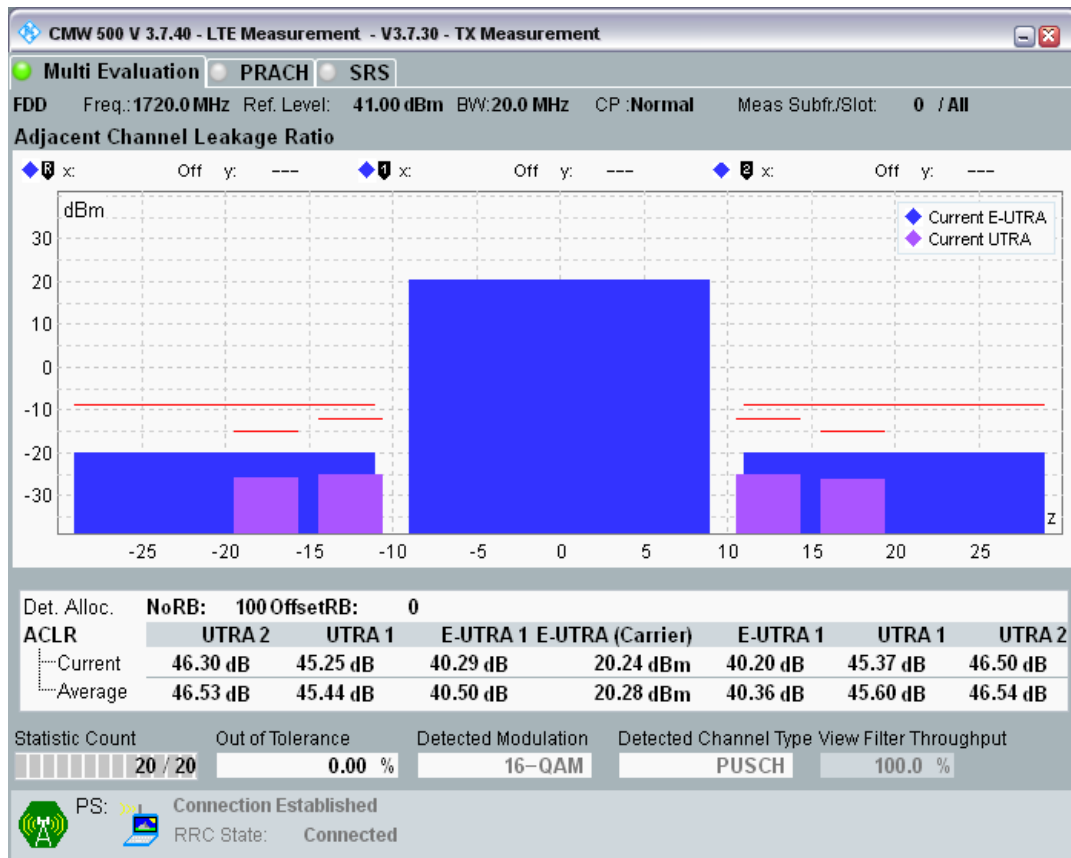 CMW 500 V 3.7.40 - LTE Measurement - V3.7.30 - TX Measurement
Multi Evaluation PRACH SRS
FDD Freq.:1720.0 MHz Ref. Level: 41.00 dBm BW:20.0 MHz CP :Normal Meas Subfr./Slot: 0 / All
Adjacent Channel Leakage Ratio
R x: Off y: --- 1 x: Off y: --- 2 x: Off y: ---
dBm
Current E-UTRA
Current UTRA
30
20
10
0
-10
-20
-30
z
-25 -20 -15 -10 -5 0 5 10 15 20 25
Det. Alloc. NoRB: 100 OffsetRB: 0
ACLR UTRA 2 UTRA 1 E-UTRA 1 E-UTRA (Carrier) E-UTRA 1 UTRA 1 UTRA 2
Current 46.30 dB 45.25 dB 40.29 dB 20.24 dBm 40.20 dB 45.37 dB 46.50 dB
Average 46.53 dB 45.44 dB 40.50 dB 20.28 dBm 40.36 dB 45.60 dB 46.54 dB
Statistic Count Out of Tolerance Detected Modulation Detected Channel Type View Filter Throughput
20 / 20 0.00 % 16-QAM PUSCH 100.0 %
PS: Connection Established
RRC State: Connected